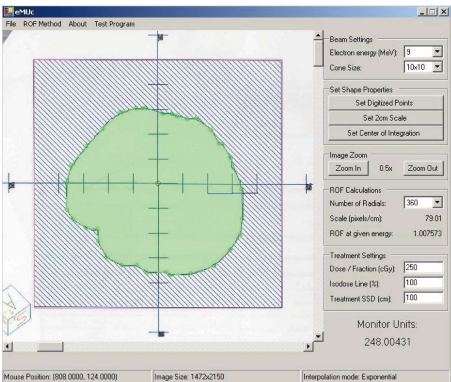 eMUc
File ROF Method About Test Program
Beam Settings
Electron energy (MeV): 9
Cone Size: 10x10
Set Shape Properties
Set Digitized Points
Set 2cm Scale
Set Center of Integration
Image Zoom
Zoom In 0.5x Zoom Out
ROF Calculations
Number of Radials: 360
Scale (pixels/cm): 79.01
ROF at given energy: 1.007573
Treatment Settings
Dose / Fraction (cGy): 250
Isodose Line (%): 100
Treatment SSD (cm): 100
Monitor Units:
248.00431
Mouse Position: (808.0000, 124.0000) Image Size: 1472x2150 Interpolation mode: Exponential